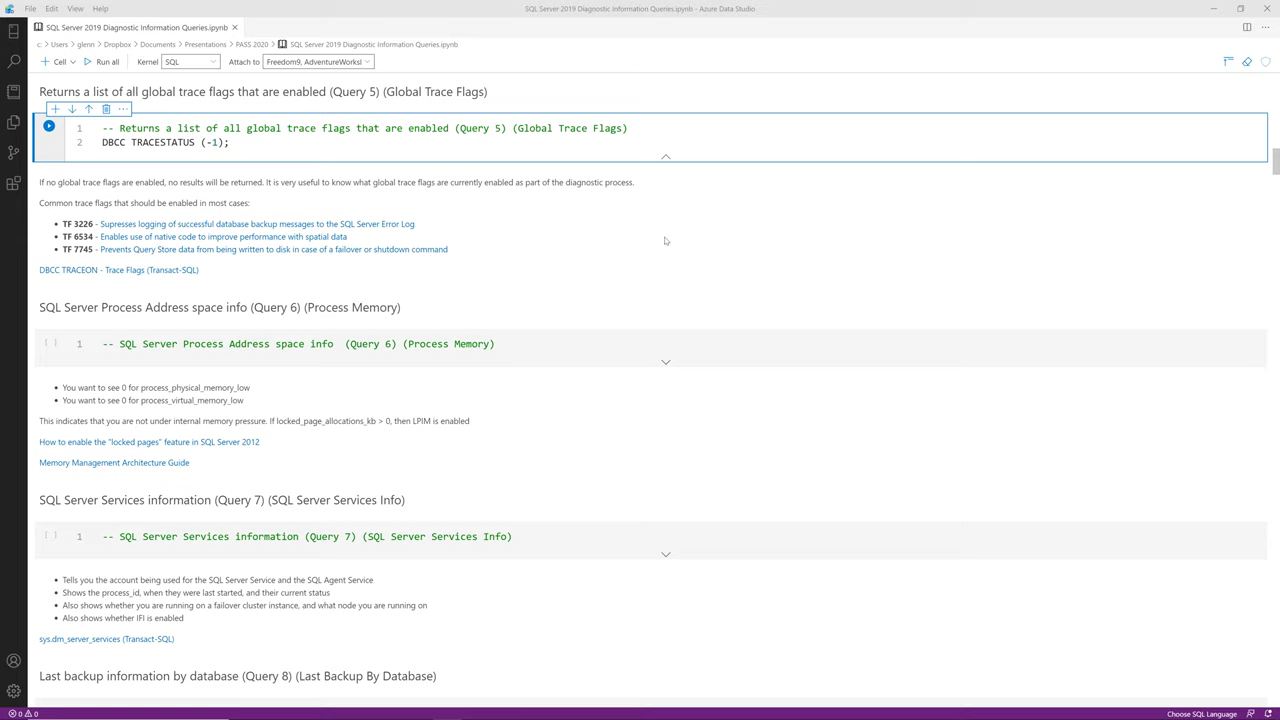 File Edit View Help
SQL Server 2019 Diagnostic Information Queries.ipynb - Azure Data Studio
SQL Server 2019 Diagnostic Information Queries.ipynb
c: > Users > glenn > Dropbox > Documents > Presentations > PASS 2020 > SQL Server 2019 Diagnostic Information Queries.ipynb
+ Cell Run all Kernel SQL Attach to Freedom9, AdventureWorksl
Returns a list of all global trace flags that are enabled (Query 5) (Global Trace Flags)
1 -- Returns a list of all global trace flags that are enabled (Query 5) (Global Trace Flags)
2 DBCC TRACESTATUS (-1);
If no global trace flags are enabled, no results will be returned. It is very useful to know what global trace flags are currently enabled as part of the diagnostic process.
Common trace flags that should be enabled in most cases:
• TF 3226 - Supresses logging of successful database backup messages to the SQL Server Error Log
• TF 6534 - Enables use of native code to improve performance with spatial data
• TF 7745 - Prevents Query Store data from being written to disk in case of a failover or shutdown command
DBCC TRACEON - Trace Flags (Transact-SQL)
SQL Server Process Address space info (Query 6) (Process Memory)
[ ] 1 -- SQL Server Process Address space info (Query 6) (Process Memory)
• You want to see 0 for process_physical_memory_low
• You want to see 0 for process_virtual_memory_low
This indicates that you are not under internal memory pressure. If locked_page_allocations_kb > 0, then LPIM is enabled
How to enable the "locked pages" feature in SQL Server 2012
Memory Management Architecture Guide
SQL Server Services information (Query 7) (SQL Server Services Info)
[ ] 1 -- SQL Server Services information (Query 7) (SQL Server Services Info)
• Tells you the account being used for the SQL Server Service and the SQL Agent Service
• Shows the process_id, when they were last started, and their current status
• Also shows whether you are running on a failover cluster instance, and what node you are running on
• Also shows whether IFI is enabled
sys.dm_server_services (Transact-SQL)
Last backup information by database (Query 8) (Last Backup By Database)
0 0 Choose SQL Language